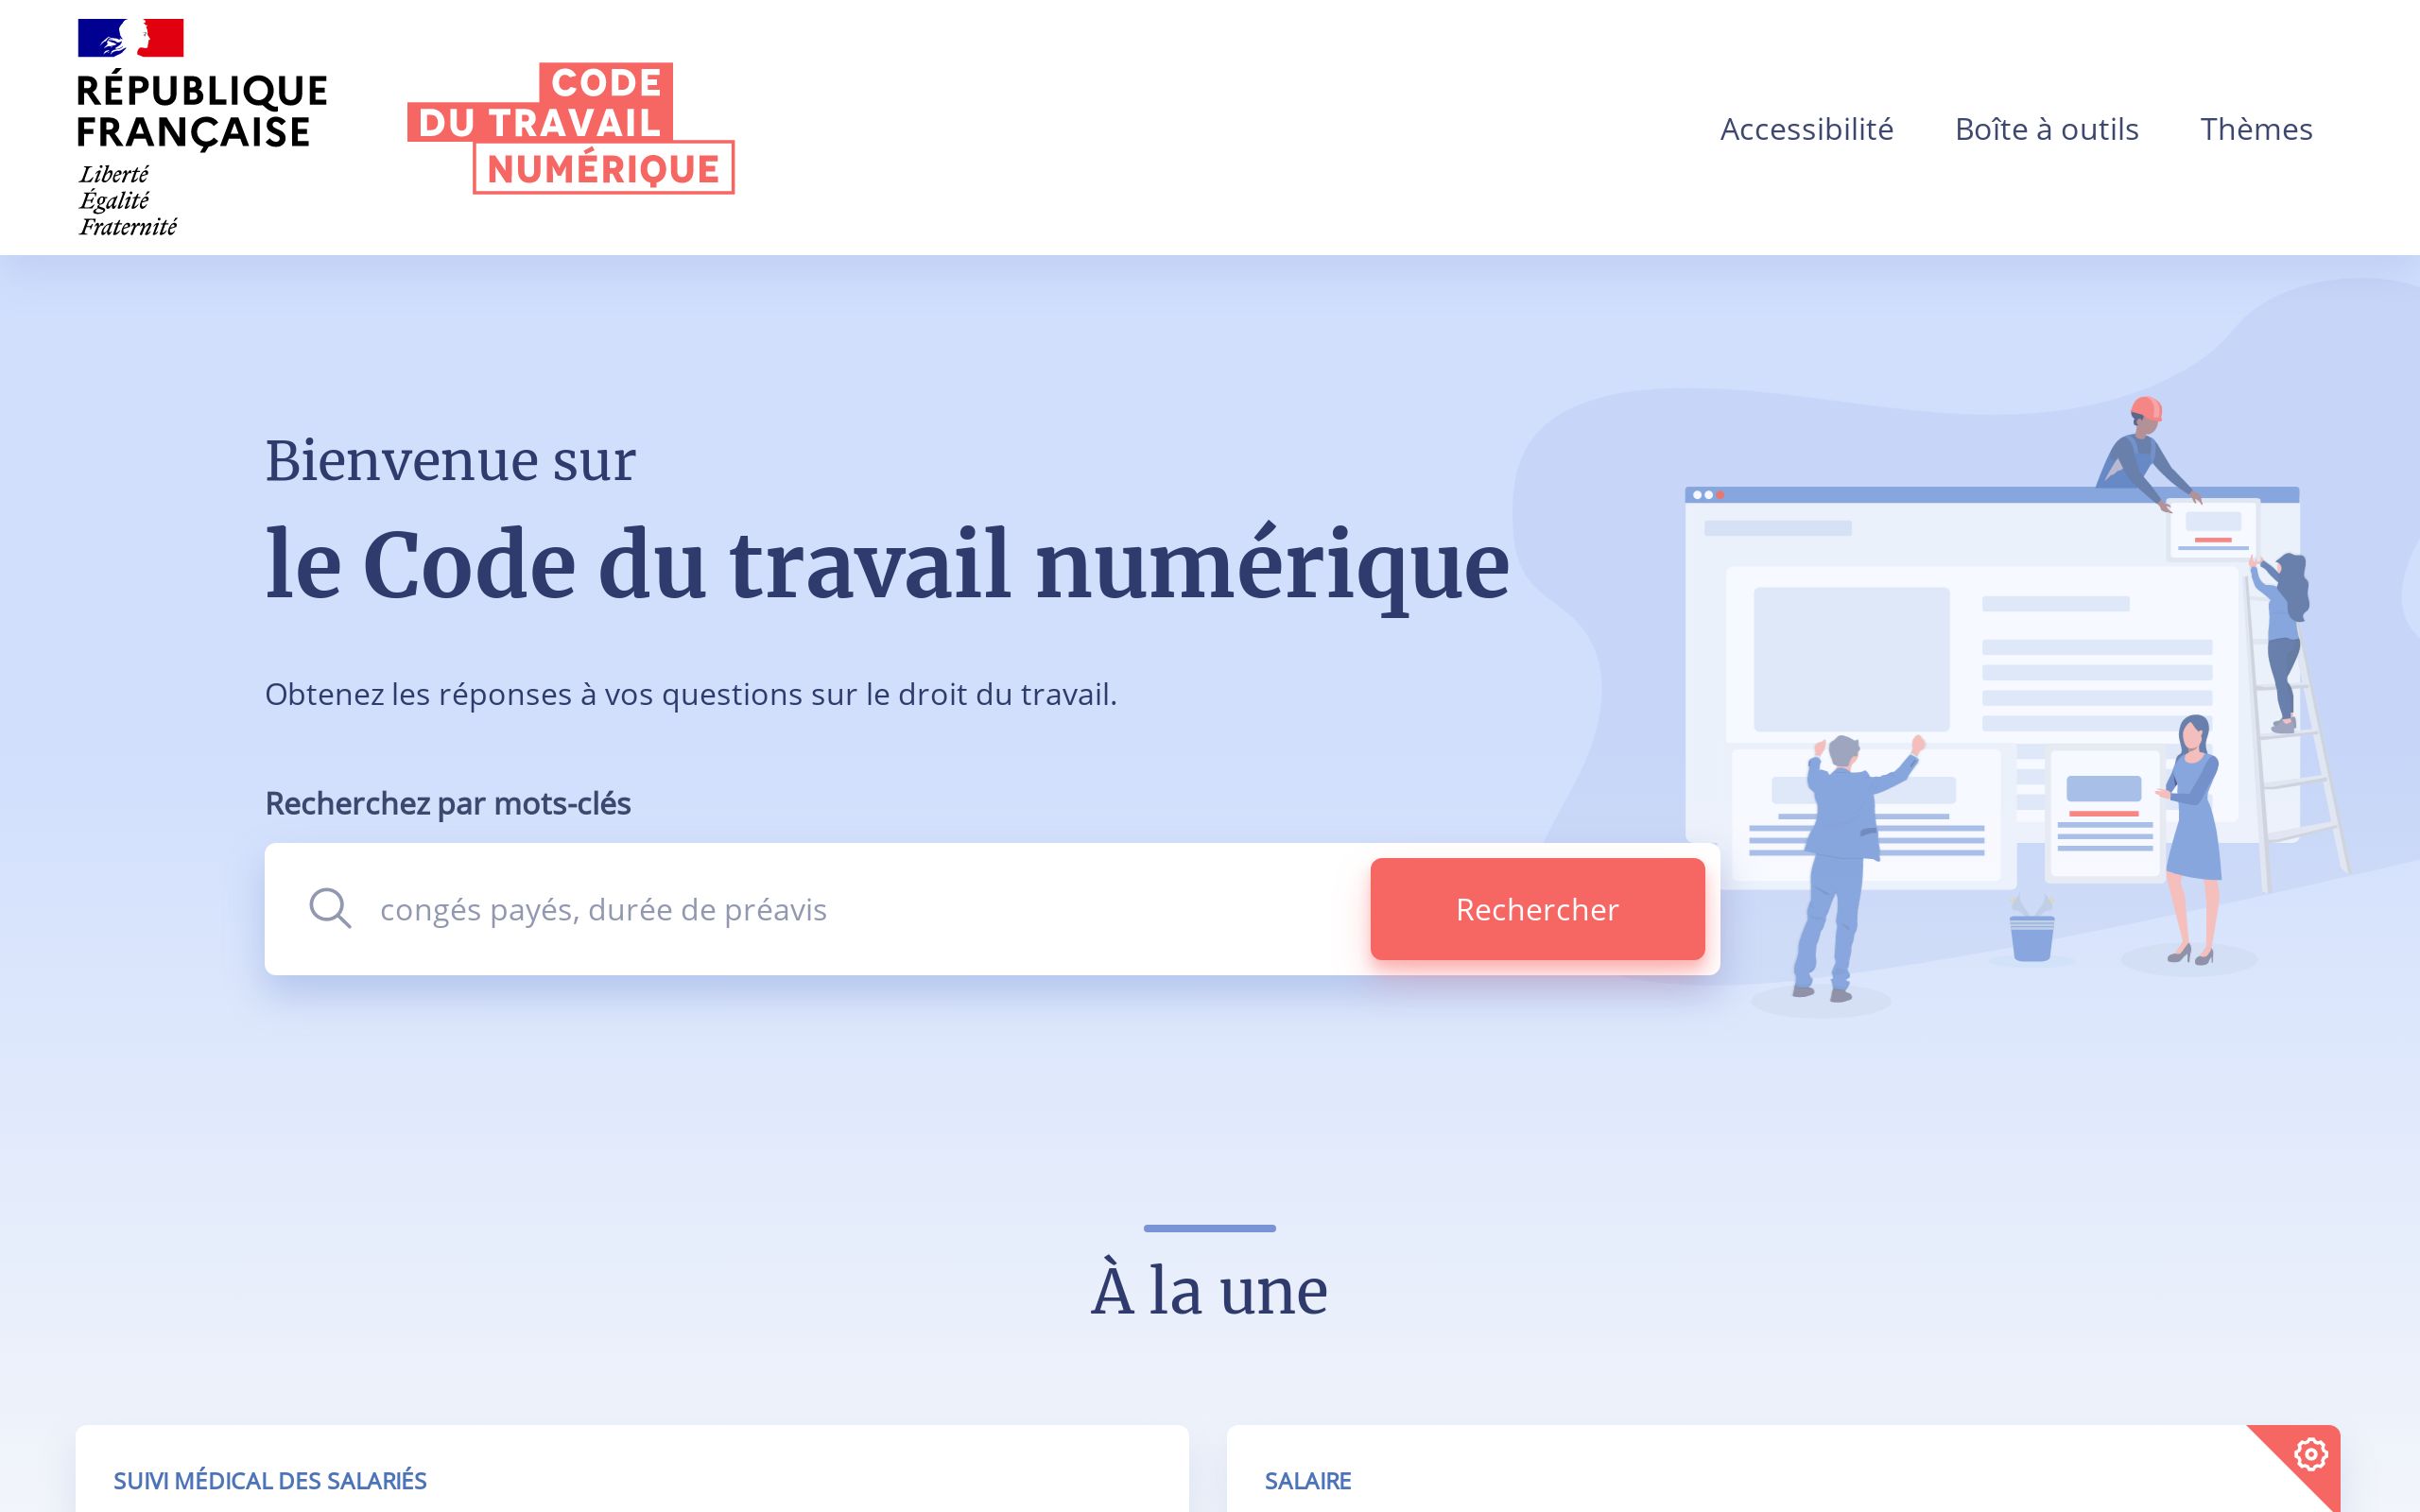 RÉPUBLIQUE
FRANÇAISE
Liberté
Égalité
Fraternité
CODE
DU TRAVAIL
NUMÉRIQUE
Accessibilité
Boîte à outils
Thèmes
Bienvenue sur
le Code du travail numérique
Obtenez les réponses à vos questions sur le droit du travail.
Recherchez par mots-clés
congés payés, durée de préavis
Rechercher
À la une
SUIVI MÉDICAL DES SALARIÉS
SALAIRE